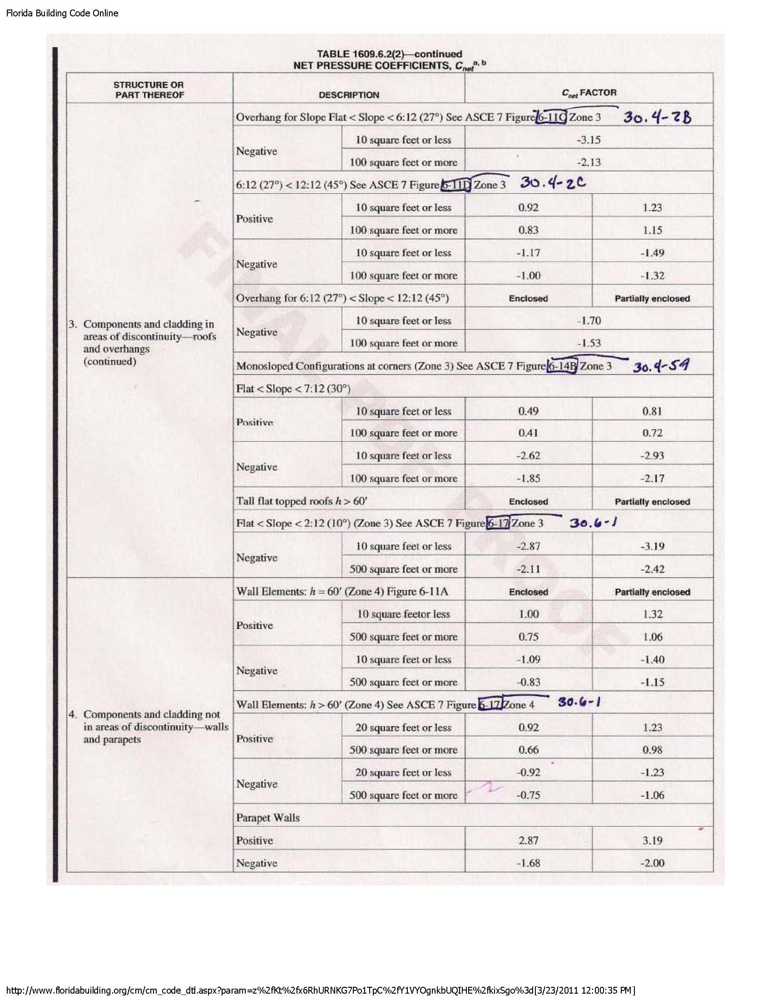 Florida Building Code Online
TABLE 1609.6.2(2)—continued
NET PRESSURE COEFFICIENTS, Cnet a, b
STRUCTURE OR PART THEREOF
DESCRIPTION
Cnet FACTOR
3. Components and cladding in
areas of discontinuity—roofs
and overhangs
(continued)
Overhang for Slope Flat < Slope < 6:12 (27°) See ASCE 7 Figure 6-11C Zone 3 30.4-2B
Negative
10 square feet or less -3.15
100 square feet or more -2.13
6:12 (27°) < 12:12 (45°) See ASCE 7 Figure 6-11D Zone 3 30.4-2C
Positive
10 square feet or less 0.92 1.23
100 square feet or more 0.83 1.15
Negative
10 square feet or less -1.17 -1.49
100 square feet or more -1.00 -1.32
Overhang for 6:12 (27°) < Slope < 12:12 (45°) Enclosed Partially enclosed
Negative
10 square feet or less -1.70
100 square feet or more -1.53
Monosloped Configurations at corners (Zone 3) See ASCE 7 Figure 6-14B Zone 3 30.4-5A
Flat < Slope < 7:12 (30°)
Positive
10 square feet or less 0.49 0.81
100 square feet or more 0.41 0.72
Negative
10 square feet or less -2.62 -2.93
100 square feet or more -1.85 -2.17
Tall flat topped roofs h > 60' Enclosed Partially enclosed
Flat < Slope < 2:12 (10°) (Zone 3) See ASCE 7 Figure 6-17 Zone 3 30.6-1
Negative
10 square feet or less -2.87 -3.19
500 square feet or more -2.11 -2.42
4. Components and cladding not
in areas of discontinuity—walls
and parapets
Wall Elements: h = 60' (Zone 4) Figure 6-11A Enclosed Partially enclosed
Positive
10 square feetor less 1.00 1.32
500 square feet or more 0.75 1.06
Negative
10 square feet or less -1.09 -1.40
500 square feet or more -0.83 -1.15
Wall Elements: h > 60' (Zone 4) See ASCE 7 Figure 6-17 Zone 4 30.6-1
Positive
20 square feet or less 0.92 1.23
500 square feet or more 0.66 0.98
Negative
20 square feet or less -0.92 -1.23
500 square feet or more -0.75 -1.06
Parapet Walls
Positive 2.87 3.19
Negative -1.68 -2.00
FINAL PDF PROOF
http://www.floridabuilding.org/cm/cm_code_dtl.aspx?param=z%2fKt%2fx6RhURNKG7Po1TpC%2fY1VYOgnkbUQIHE%2fkixSgo%3d[3/23/2011 12:00:35 PM]